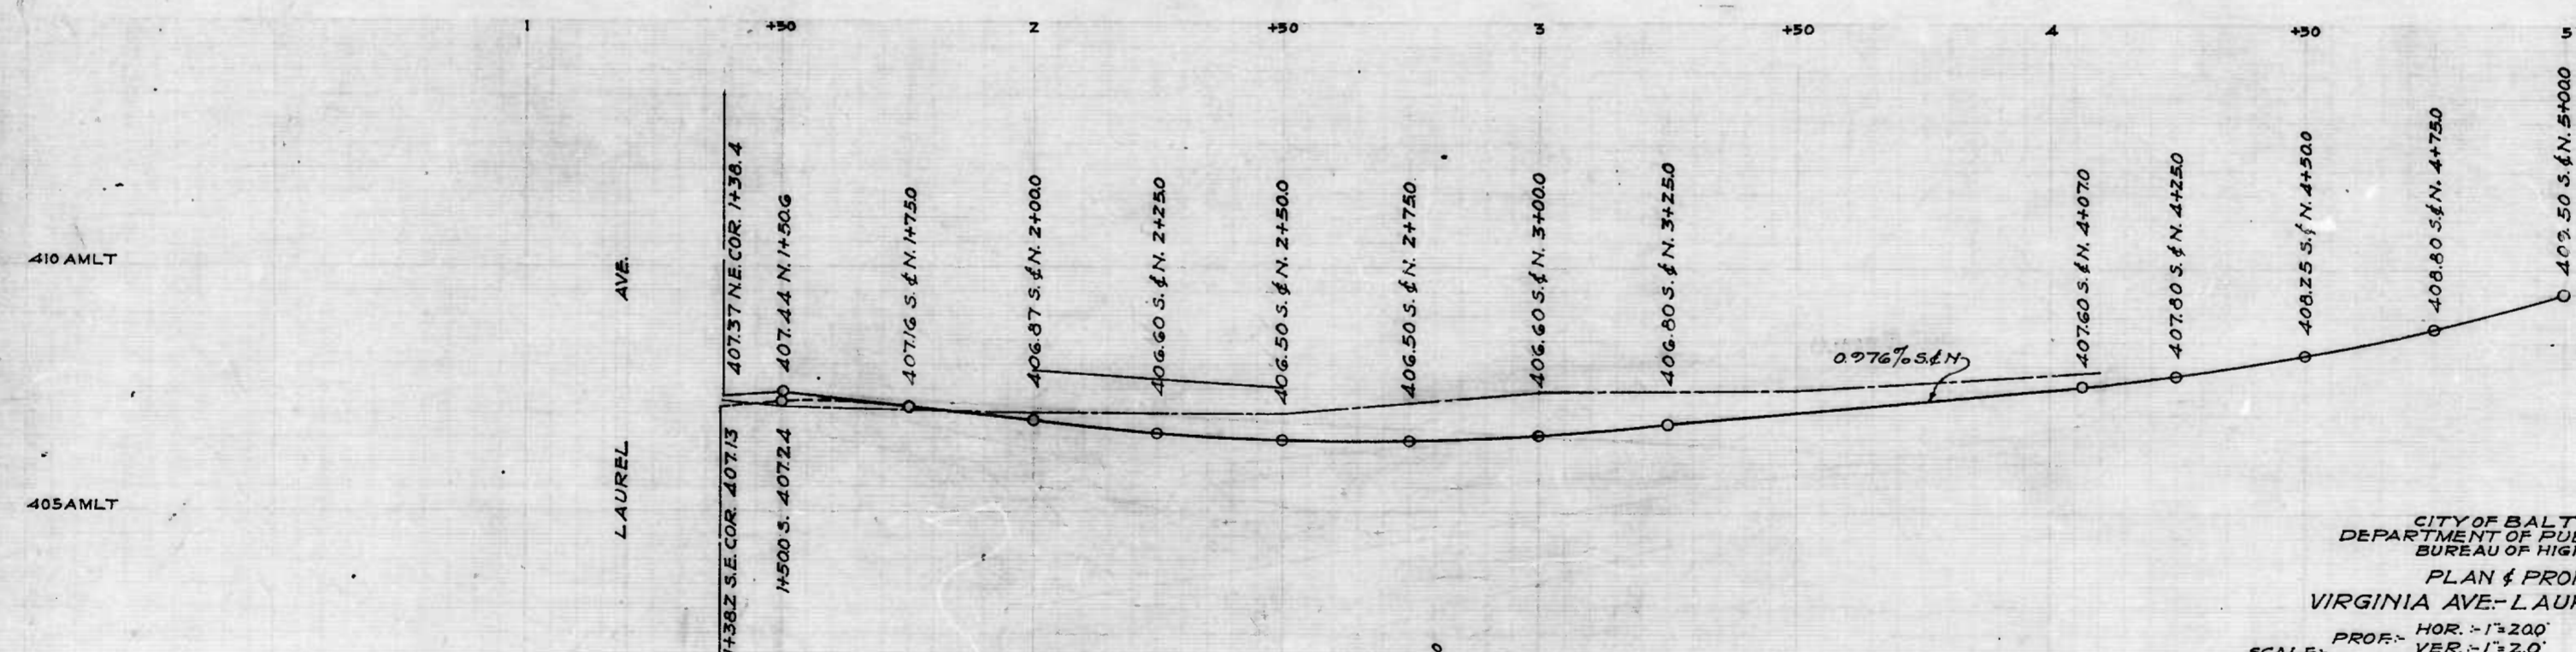 1 +50 2 +50 3 +50 4 +50 5
410 AMLT
405 AMLT
LAUREL AVE.
407.37 N.E. COR. 1+38.4
1+38.2 S.E. COR. 407.13
407.44 N. 1+50.6
1+50.0 S. 407.24
407.16 S. & N. 1+75.0
406.87 S. & N. 2+00.0
406.60 S. & N. 2+25.0
406.50 S. & N. 2+50.0
406.50 S. & N. 2+75.0
406.60 S. & N. 3+00.0
406.80 S. & N. 3+25.0
0.976% S. & N.
407.60 S. & N. 4+07.0
407.80 S. & N. 4+25.0
408.25 S. & N. 4+50.0
408.80 S. & N. 4+75.0
409.50 S. & N. 5+00.0
CITY OF BALT
DEPARTMENT OF PU
BUREAU OF HIG
PLAN & PRO
VIRGINIA AVE.-LAU
PROF.:- HOR. :- 1"=20.0'
VER. :- 1"=2.0'